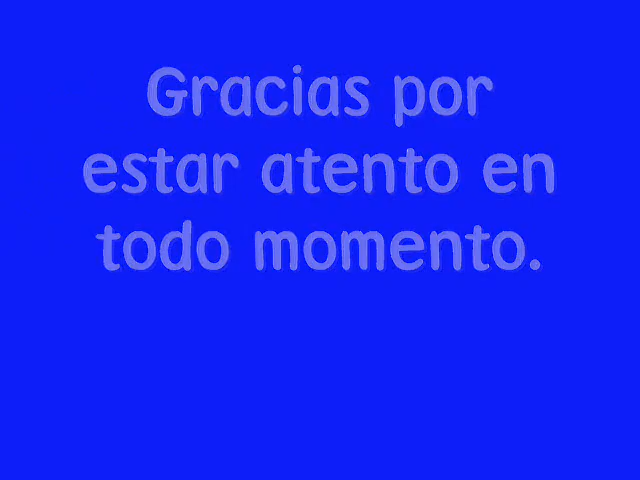 Gracias por
estar atento en
todo momento.